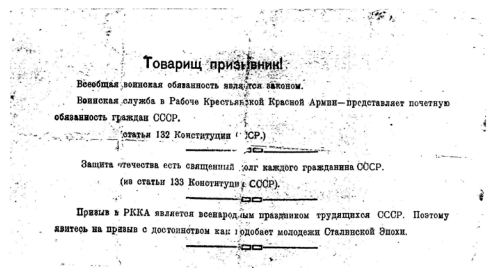 Товарищ призывник!
Всеобщая воинская обязанность является законом.
Воинская служба в Рабоче Крестьянской Красной Армии—представляет почетную
обязанность граждан СССР.
(статья 132 Конституции СССР.)
Защита отечества есть священный долг каждого гражданина СССР.
(из статьи 133 Конституции СССР).
Призыв в РККА является всенародным праздником трудящихся СССР. Поэтому
явитесь на призыв с достоинством как подобает молодежи Сталинской Эпохи.